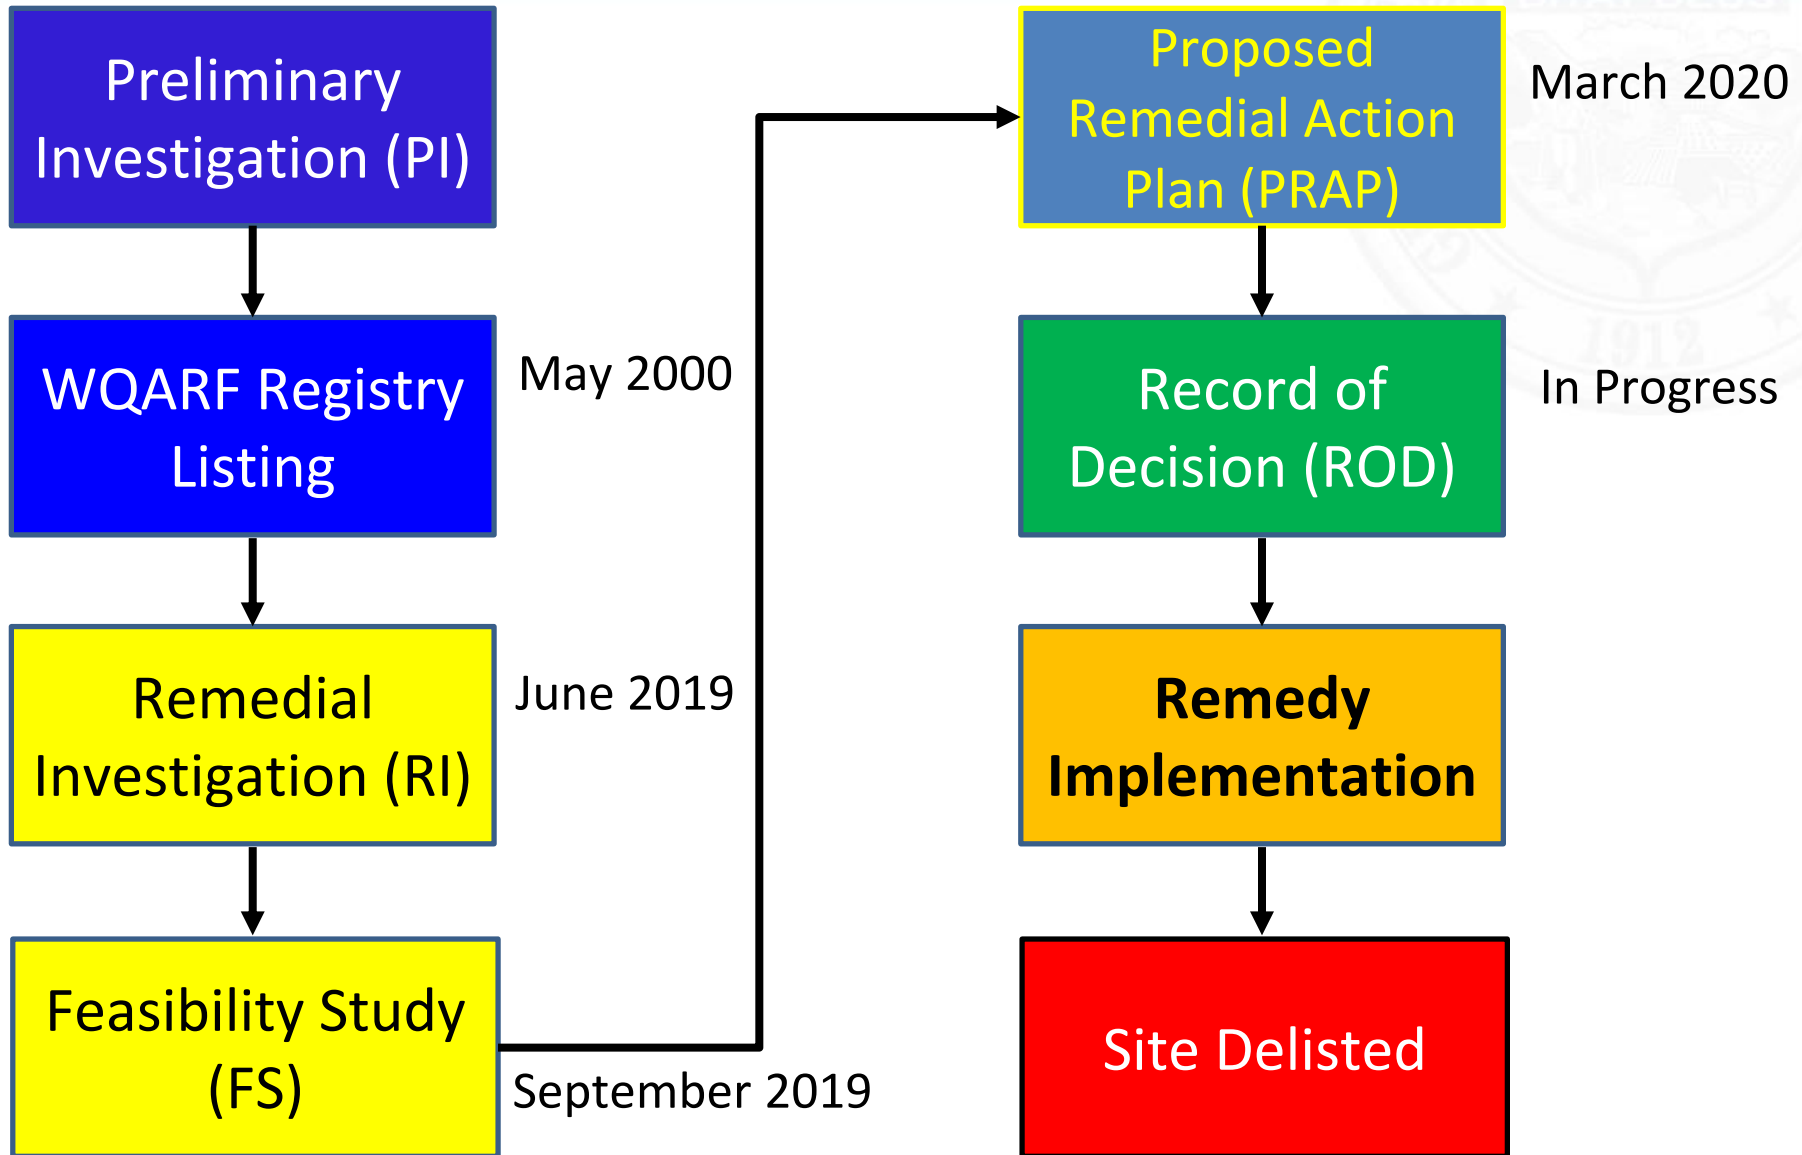 Preliminary
Investigation (PI)
WQARF Registry
Listing
May 2000
Remedial
Investigation (RI)
June 2019
Feasibility Study
(FS)
September 2019
Proposed
Remedial Action
Plan (PRAP)
March 2020
Record of
Decision (ROD)
In Progress
Remedy
Implementation
Site Delisted
1912